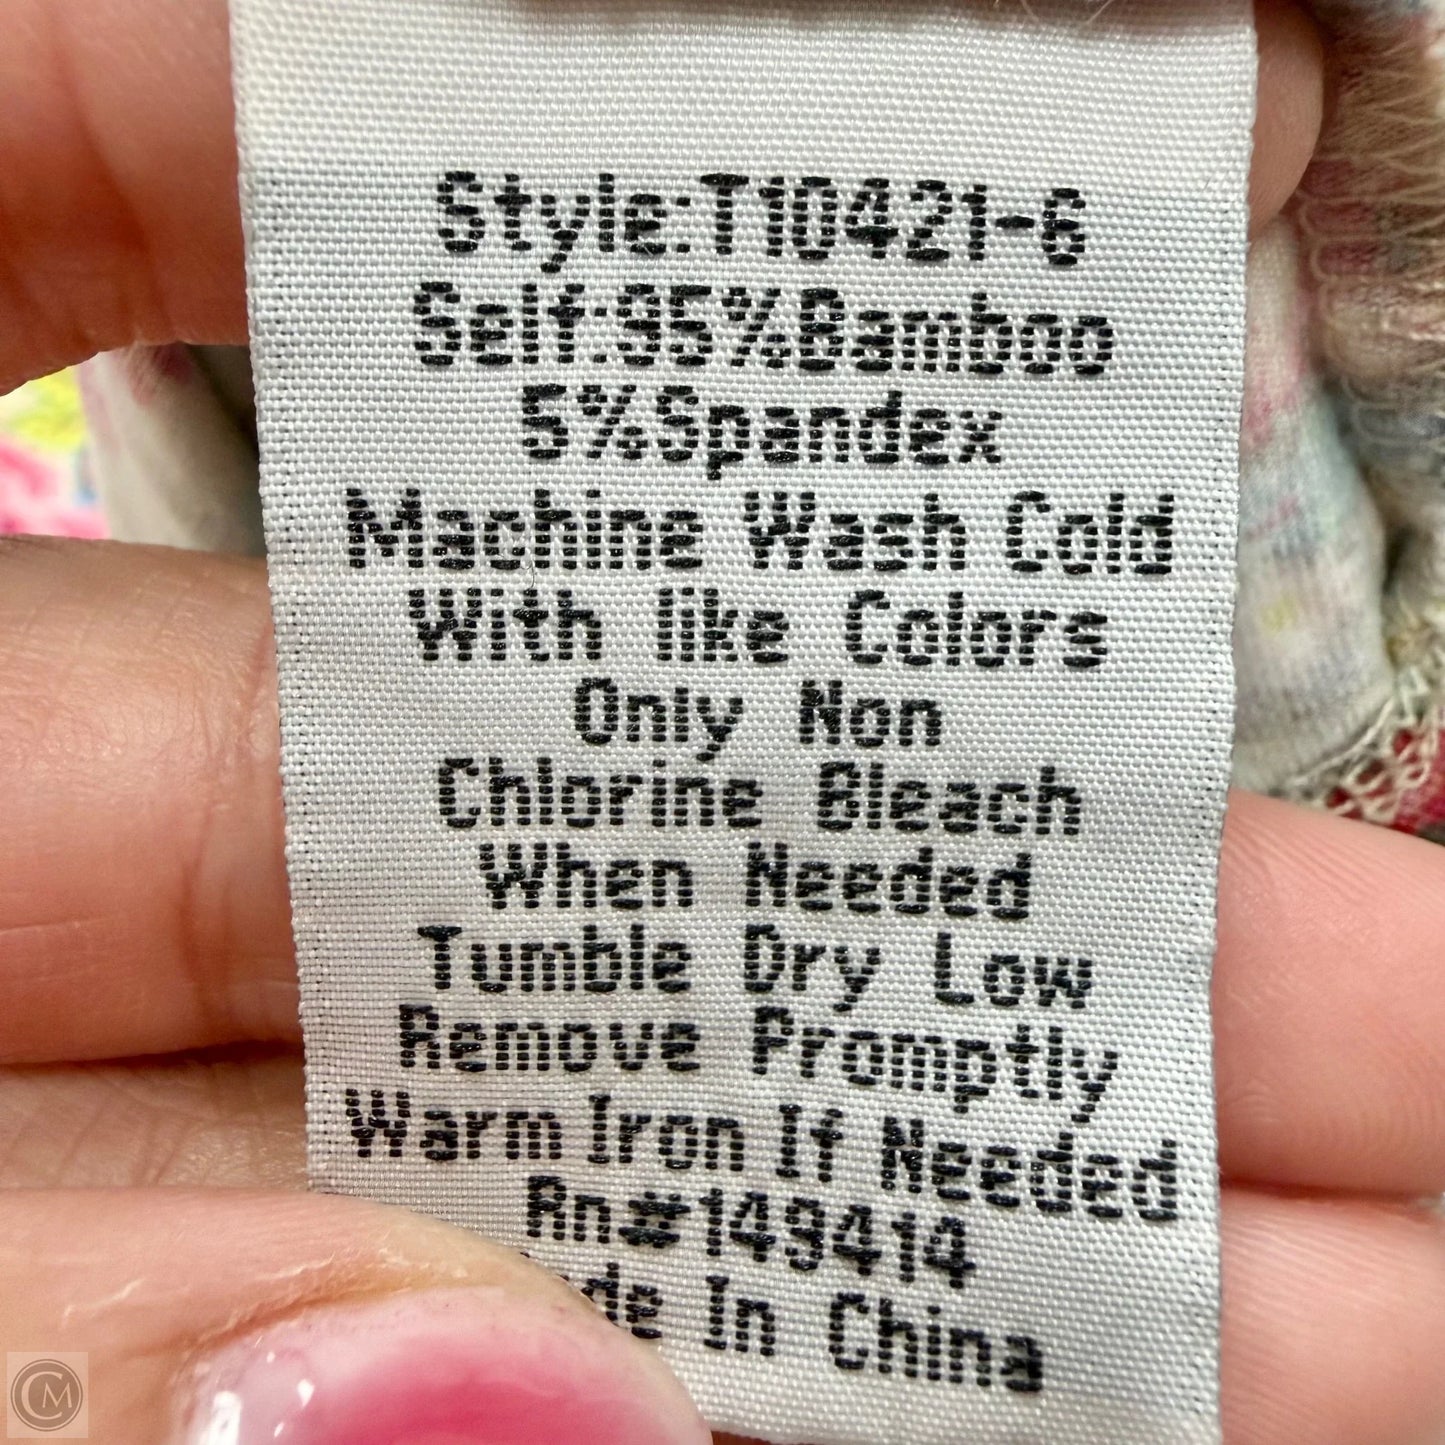 Style:T10421-6
Self:95%Bamboo
5%Spandex
Machine Wash Cold
With like Colors
Only Non
Chlorine Bleach
When Needed
Tumble Dry Low
Remove Promptly
Warm Iron If Needed
Rn#149414
In China
CM